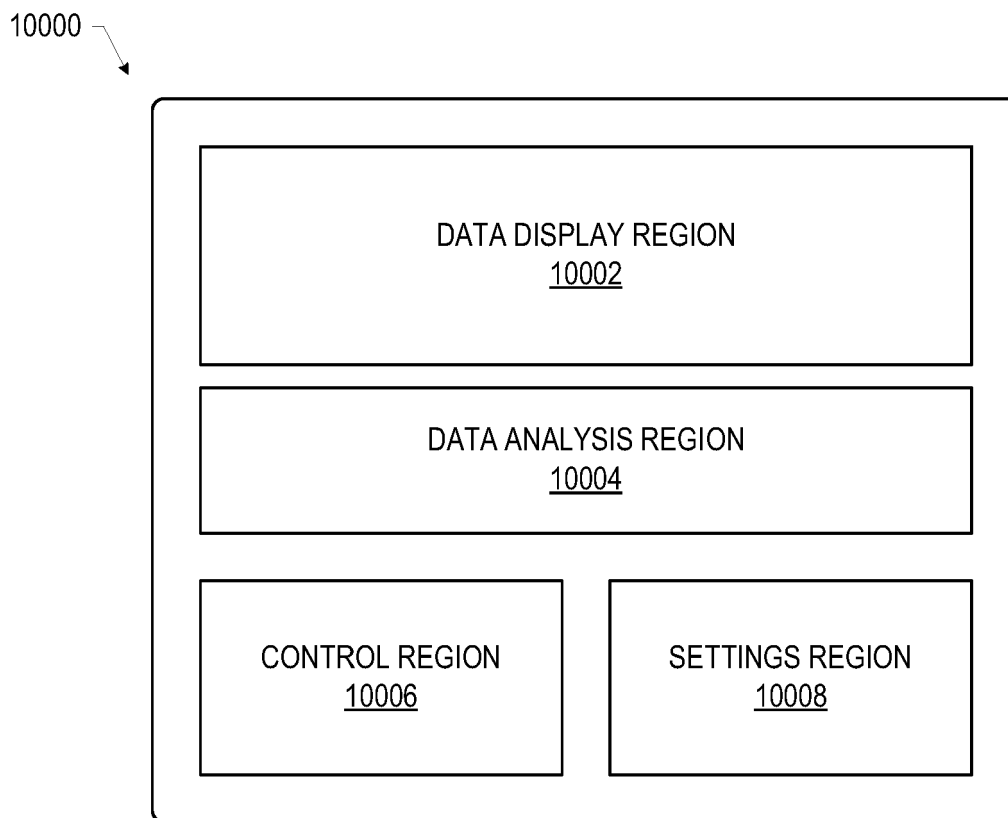 10000
DATA DISPLAY REGION
10002
DATA ANALYSIS REGION
10004
CONTROL REGION
10006
SETTINGS REGION
10008